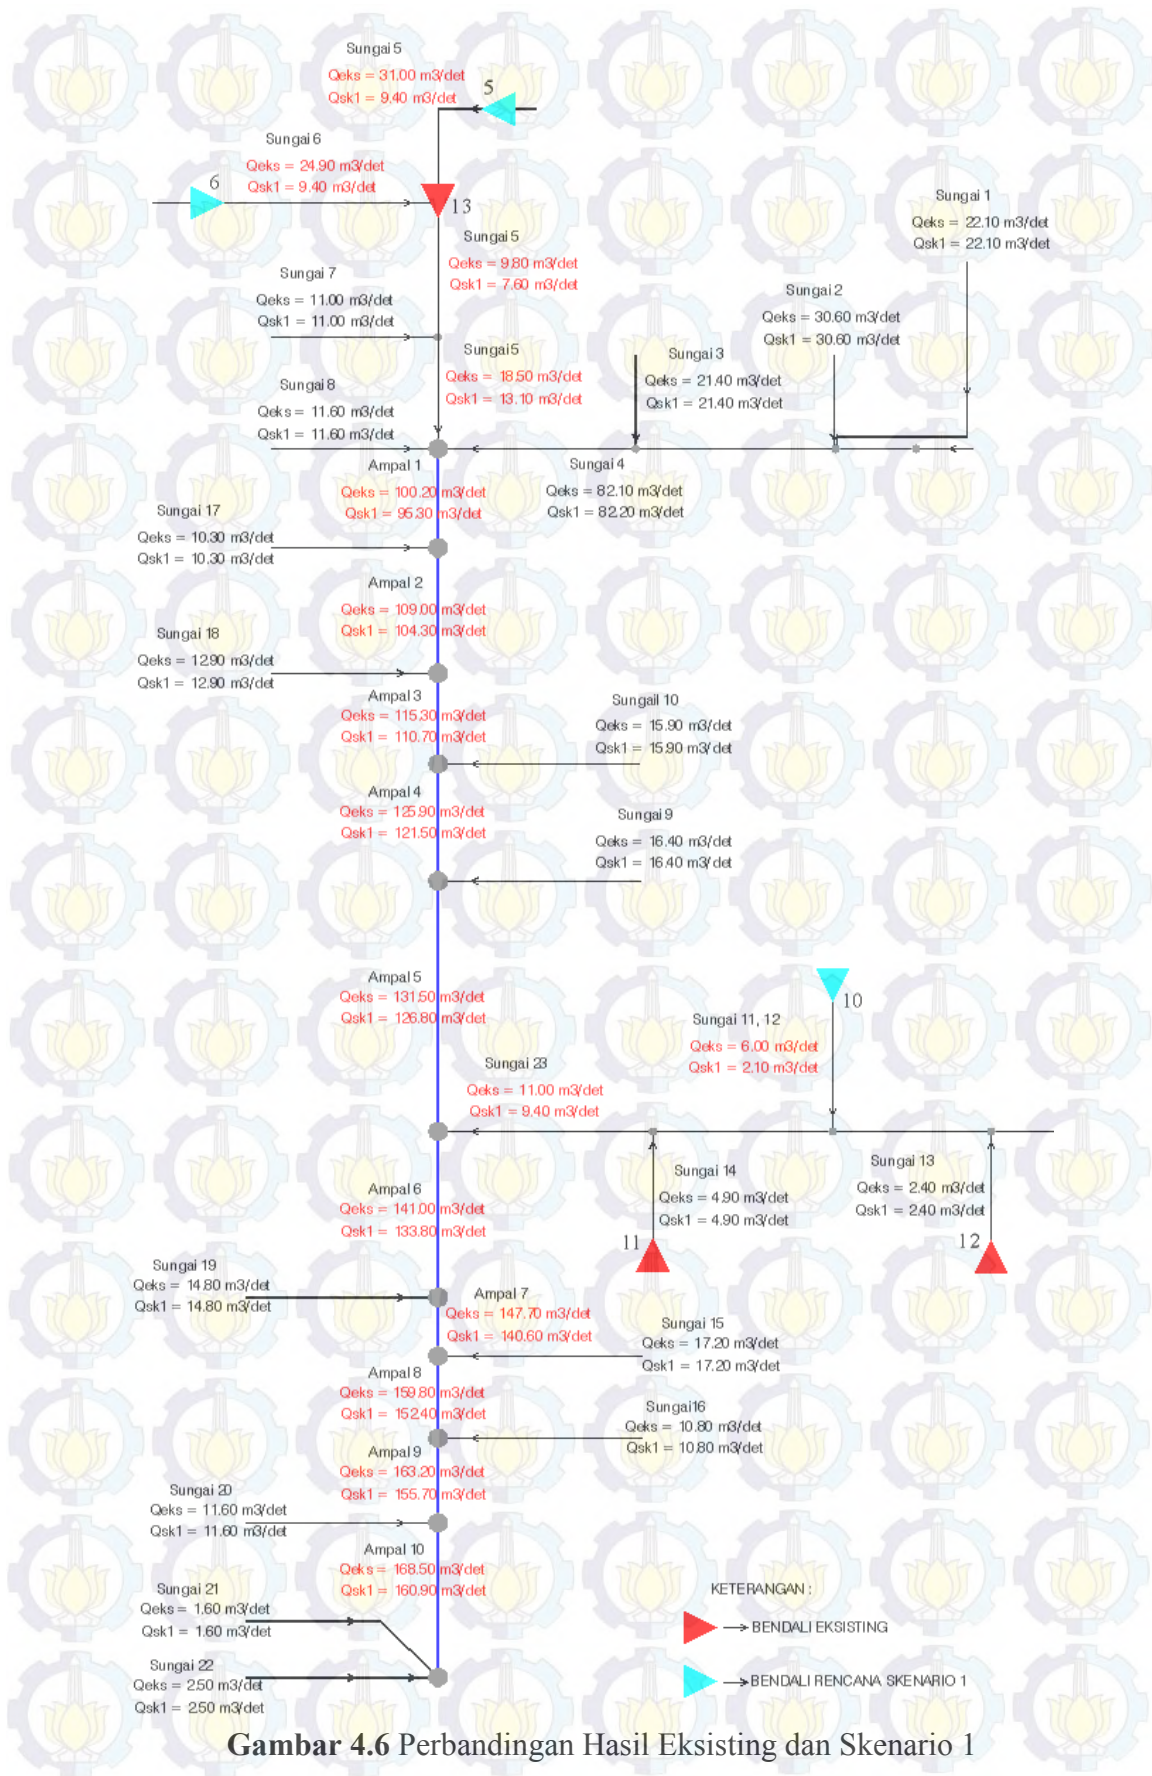 Sungai 5
Qeks = 31.00 m3/det
Qsk1 = 9.40 m3/det
5
Sungai 6
Qeks = 24.90 m3/det
Qsk1 = 9.40 m3/det
6
13
Sungai 5
Qeks = 9.80 m3/det
Qsk1 = 7.60 m3/det
Sungai 1
Qeks = 22.10 m3/det
Qsk1 = 22.10 m3/det
Sungai 7
Qeks = 11.00 m3/det
Qsk1 = 11.00 m3/det
Sungai 2
Qeks = 30.60 m3/det
Qsk1 = 30.60 m3/det
Sungai 5
Qeks = 18.50 m3/det
Qsk1 = 13.10 m3/det
Sungai 3
Qeks = 21.40 m3/det
Qsk1 = 21.40 m3/det
Sungai 8
Qeks = 11.60 m3/det
Qsk1 = 11.60 m3/det
Ampal 1
Qeks = 100.20 m3/det
Qsk1 = 95.30 m3/det
Sungai 4
Qeks = 82.10 m3/det
Qsk1 = 82.20 m3/det
Sungai 17
Qeks = 10.30 m3/det
Qsk1 = 10.30 m3/det
Ampal 2
Qeks = 109.00 m3/det
Qsk1 = 104.30 m3/det
Sungai 18
Qeks = 12.90 m3/det
Qsk1 = 12.90 m3/det
Ampal 3
Qeks = 115.30 m3/det
Qsk1 = 110.70 m3/det
Sungail 10
Qeks = 15.90 m3/det
Qsk1 = 15.90 m3/det
Ampal 4
Qeks = 125.90 m3/det
Qsk1 = 121.50 m3/det
Sungai 9
Qeks = 16.40 m3/det
Qsk1 = 16.40 m3/det
Ampal 5
Qeks = 131.50 m3/det
Qsk1 = 126.80 m3/det
10
Sungai 11, 12
Qeks = 6.00 m3/det
Qsk1 = 2.10 m3/det
Sungai 23
Qeks = 11.00 m3/det
Qsk1 = 9.40 m3/det
Ampal 6
Qeks = 141.00 m3/det
Qsk1 = 133.80 m3/det
Sungai 14
Qeks = 4.90 m3/det
Qsk1 = 4.90 m3/det
11
Sungai 13
Qeks = 2.40 m3/det
Qsk1 = 2.40 m3/det
12
Sungai 19
Qeks = 14.80 m3/det
Qsk1 = 14.80 m3/det
Ampal 7
Qeks = 147.70 m3/det
Qsk1 = 140.60 m3/det
Sungai 15
Qeks = 17.20 m3/det
Qsk1 = 17.20 m3/det
Ampal 8
Qeks = 159.80 m3/det
Qsk1 = 152.40 m3/det
Sungai16
Qeks = 10.80 m3/det
Qsk1 = 10.80 m3/det
Ampal 9
Qeks = 163.20 m3/det
Qsk1 = 155.70 m3/det
Sungai 20
Qeks = 11.60 m3/det
Qsk1 = 11.60 m3/det
Ampal 10
Qeks = 168.50 m3/det
Qsk1 = 160.90 m3/det
Sungai 21
Qeks = 1.60 m3/det
Qsk1 = 1.60 m3/det
Sungai 22
Qeks = 2.50 m3/det
Qsk1 = 2.50 m3/det
KETERANGAN :
BENDALI EKSISTING
BENDALI RENCANA SKENARIO 1
Gambar 4.6 Perbandingan Hasil Eksisting dan Skenario 1